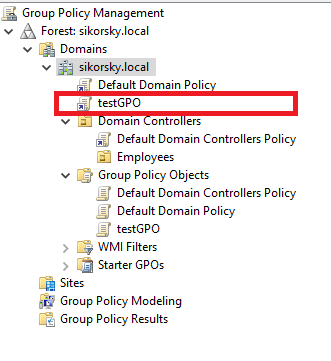 Group Policy Management
Forest: sikorsky.local
Domains
sikorsky.local
Default Domain Policy
testGPO
Domain Controllers
Default Domain Controllers Policy
Employees
Group Policy Objects
Default Domain Controllers Policy
Default Domain Policy
testGPO
WMI Filters
Starter GPOs
Sites
Group Policy Modeling
Group Policy Results